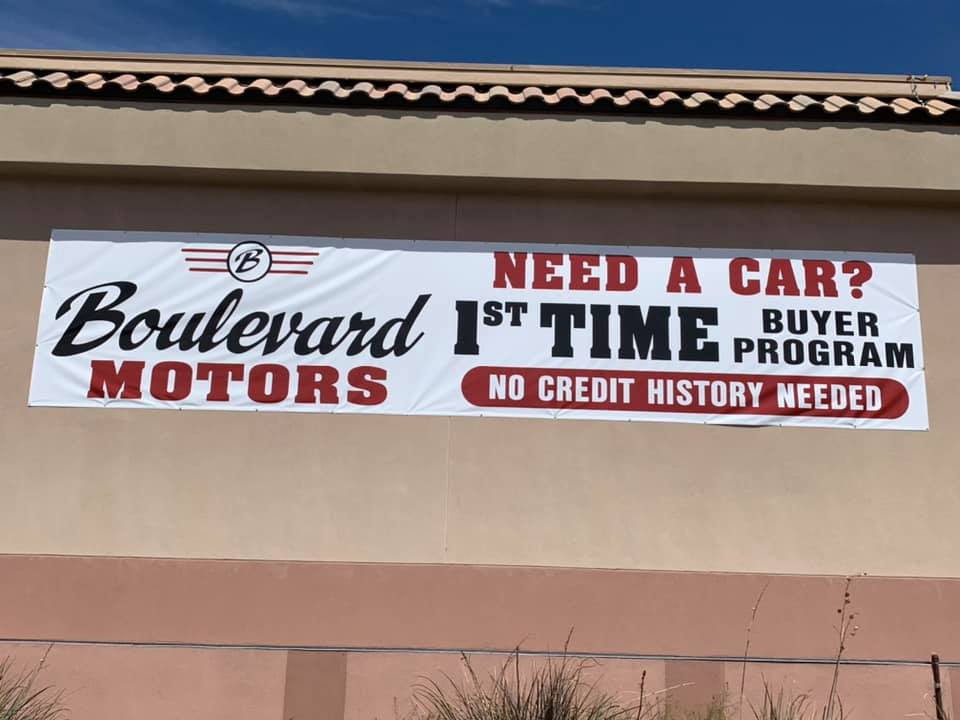 B
Boulevard
MOTORS
NEED A CAR?
1ST TIME
BUYER
PROGRAM
NO CREDIT HISTORY NEEDED